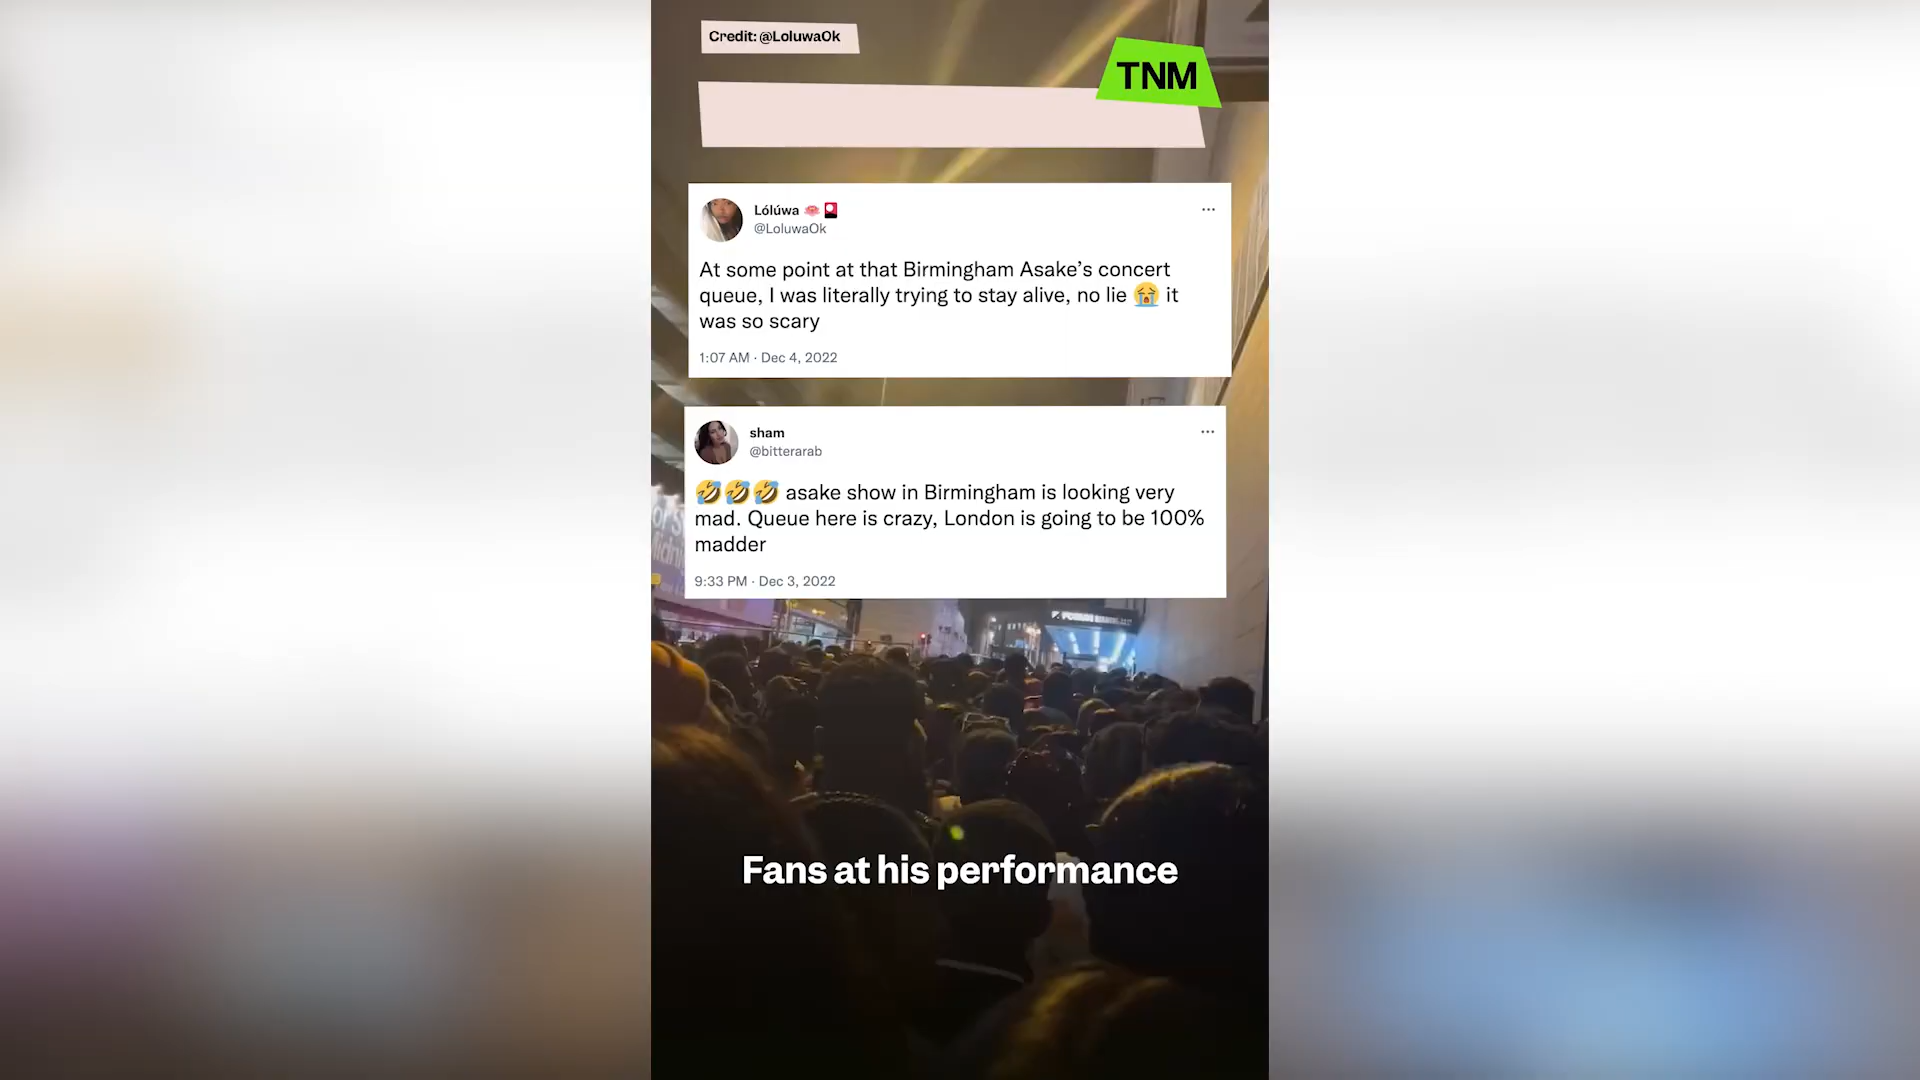 Credit: @LoluwaOk
TNM
Lólúwa
@LoluwaOk
At some point at that Birmingham Asake’s concert
queue, I was literally trying to stay alive, no lie 😭 it
was so scary
1:07 AM · Dec 4, 2022
sham
@bitterarab
🤣🤣🤣 asake show in Birmingham is looking very
mad. Queue here is crazy, London is going to be 100%
madder
9:33 PM · Dec 3, 2022
Fans at his performance